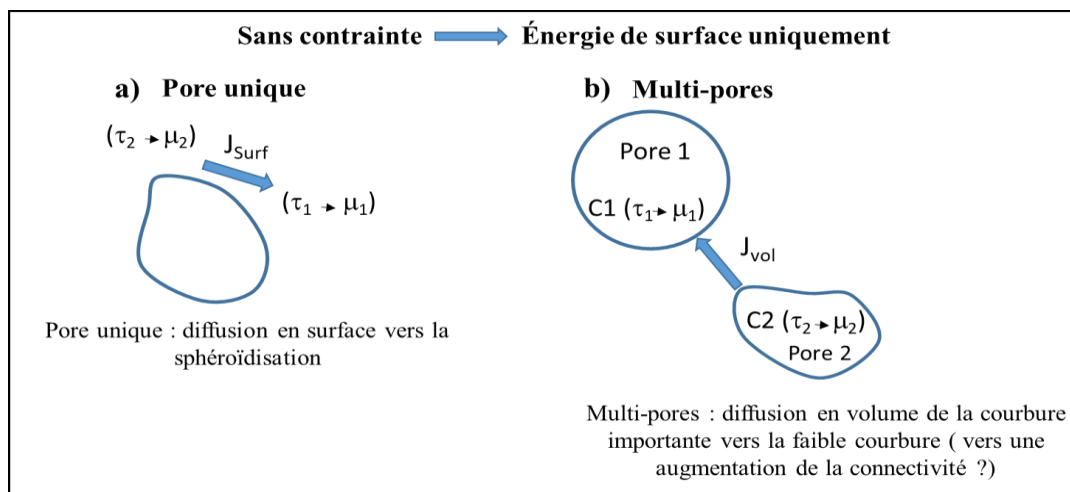 Sans contrainte → Énergie de surface uniquement
a) Pore unique
(τ₂ → μ₂)
J_Surf
(τ₁ → μ₁)
Pore unique : diffusion en surface vers la
sphéroïdisation
b) Multi-pores
Pore 1
C1 (τ₁→ μ₁)
J_vol
C2 (τ₂→ μ₂)
Pore 2
Multi-pores : diffusion en volume de la courbure
importante vers la faible courbure ( vers une
augmentation de la connectivité ?)